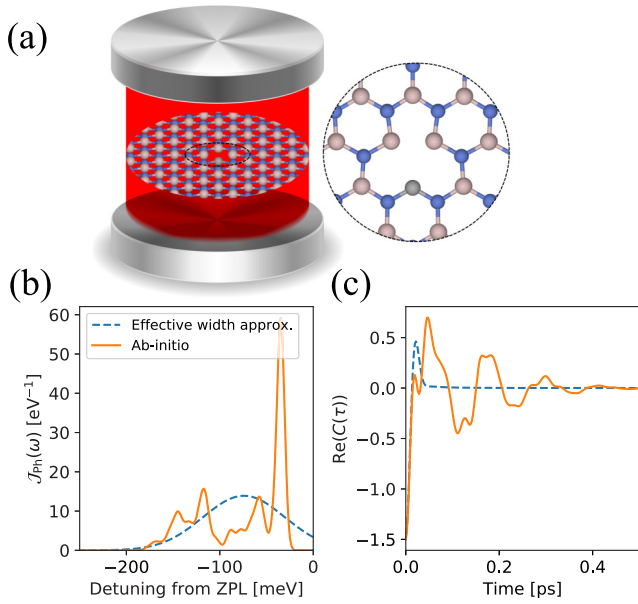 (a)
(b)
(c)
60
50
40
30
20
10
0
𝒥Ph(ω) [eV⁻¹]
Effective width approx.
Ab-initio
−200
−100
0
Detuning from ZPL [meV]
0.5
0.0
−0.5
−1.0
−1.5
Re(C(τ))
0.0
0.2
0.4
Time [ps]